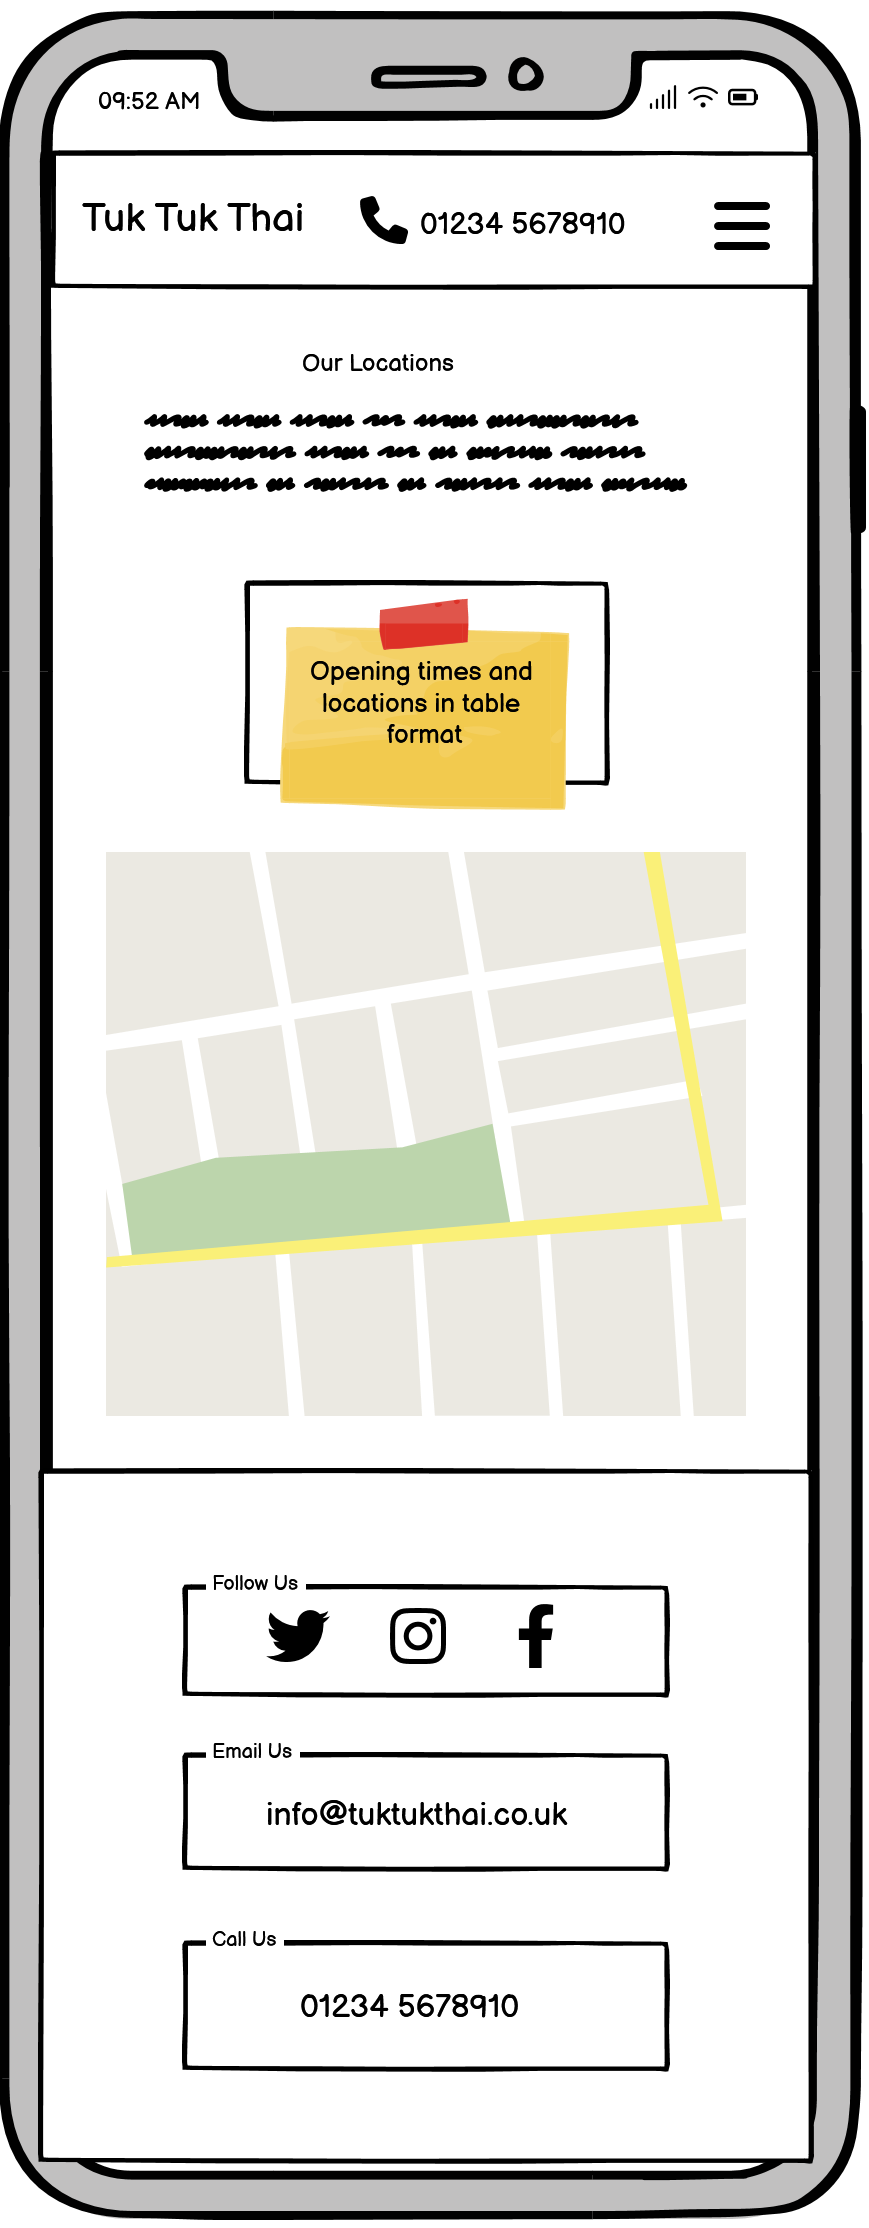 09:52 AM
Tuk Tuk Thai
01234 5678910
Our Locations
Opening times and
locations in table
format
Follow Us
Email Us
info@tuktukthai.co.uk
Call Us
01234 5678910